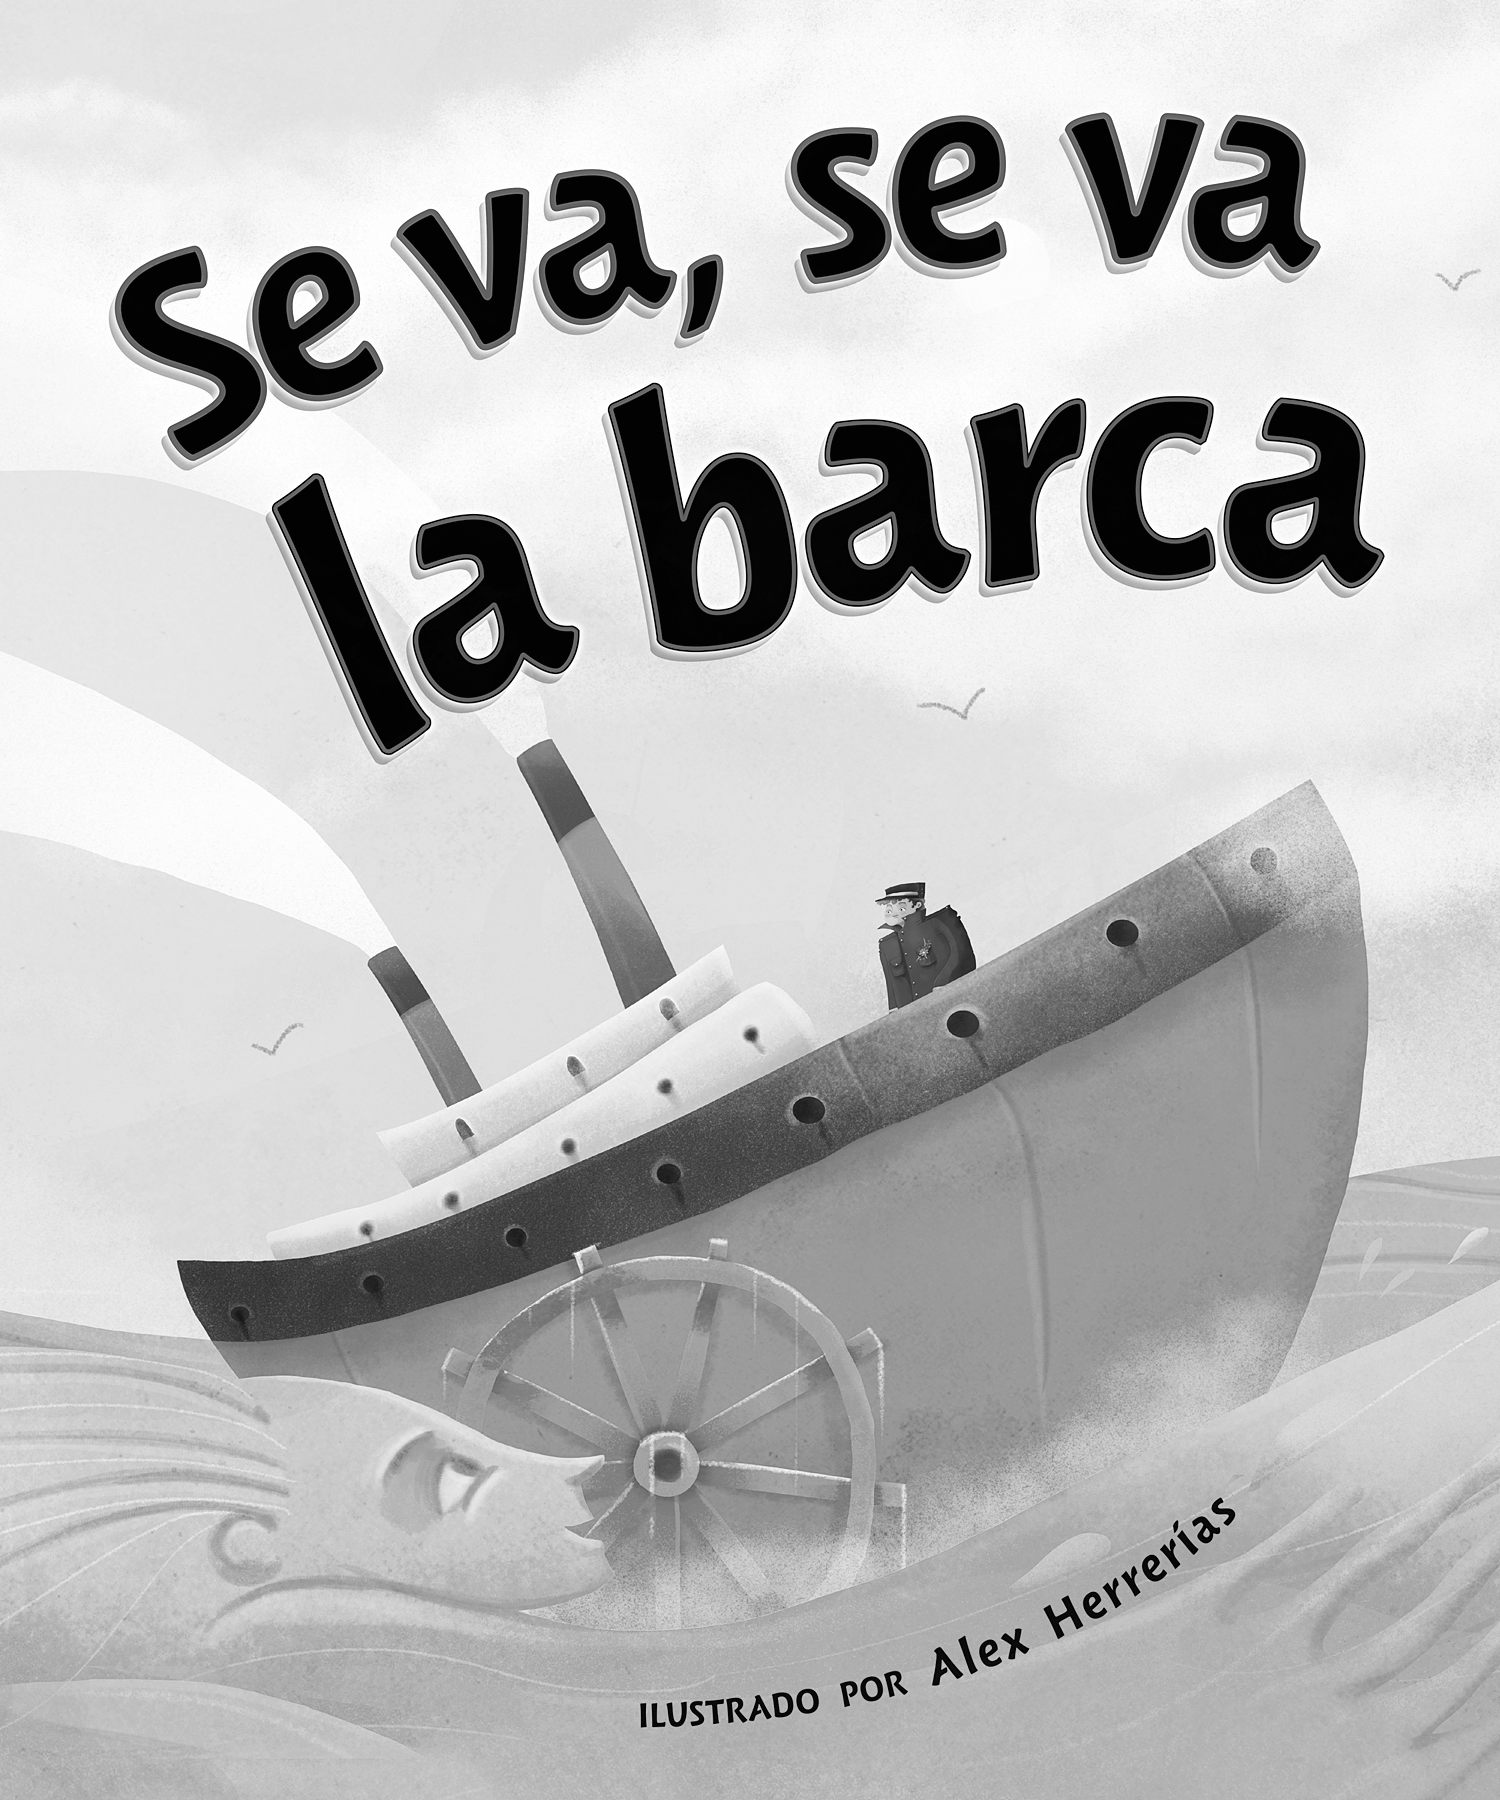 Se va, se va
la barca
ILUSTRADO POR Alex Herrerías